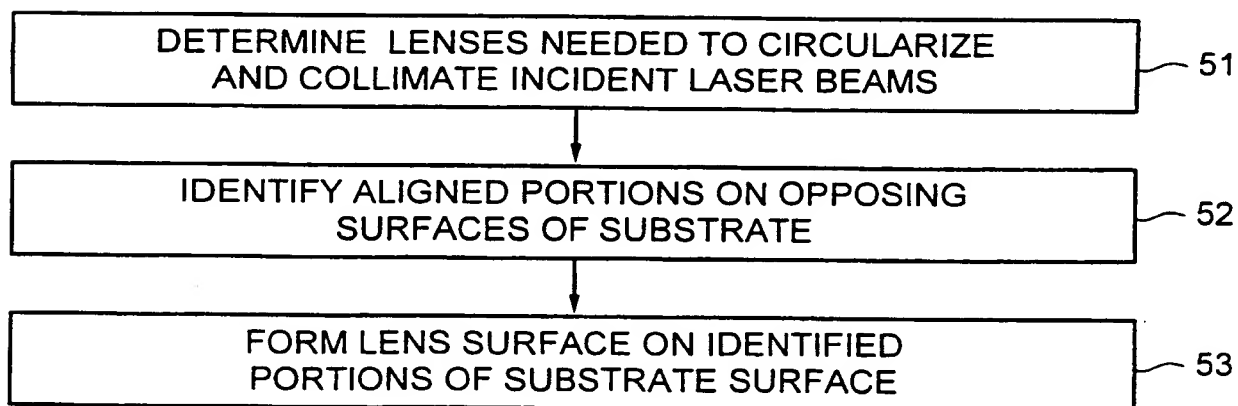 DETERMINE LENSES NEEDED TO CIRCULARIZE
AND COLLIMATE INCIDENT LASER BEAMS
51
IDENTIFY ALIGNED PORTIONS ON OPPOSING
SURFACES OF SUBSTRATE
52
FORM LENS SURFACE ON IDENTIFIED
PORTIONS OF SUBSTRATE SURFACE
53